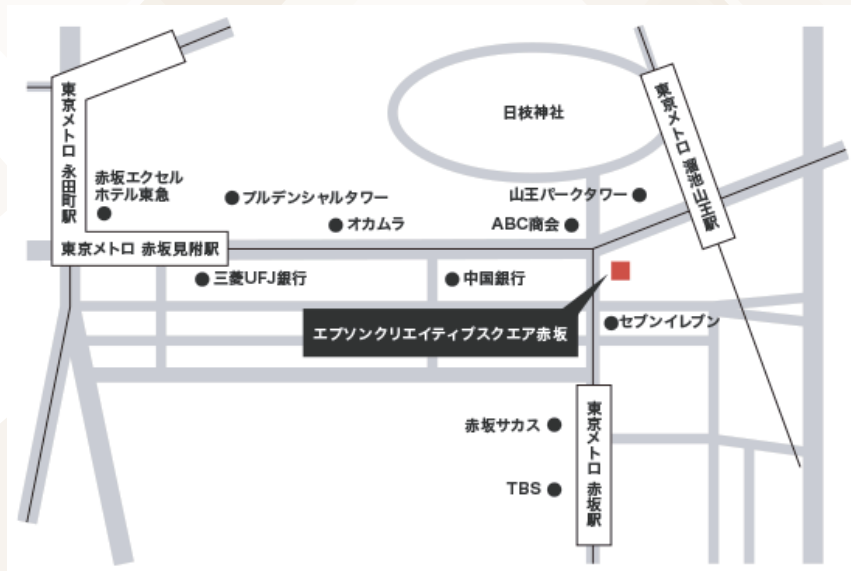 日枝神社
東京メトロ 永田町駅
東京メトロ 溜池山王駅
赤坂エクセル
ホテル東急
プルデンシャルタワー
山王パークタワー
オカムラ
ABC商会
東京メトロ 赤坂見附駅
三菱UFJ銀行
中国銀行
エプソンクリエイティブスクエア赤坂
セブンイレブン
赤坂サカス
東京メトロ 赤坂駅
TBS